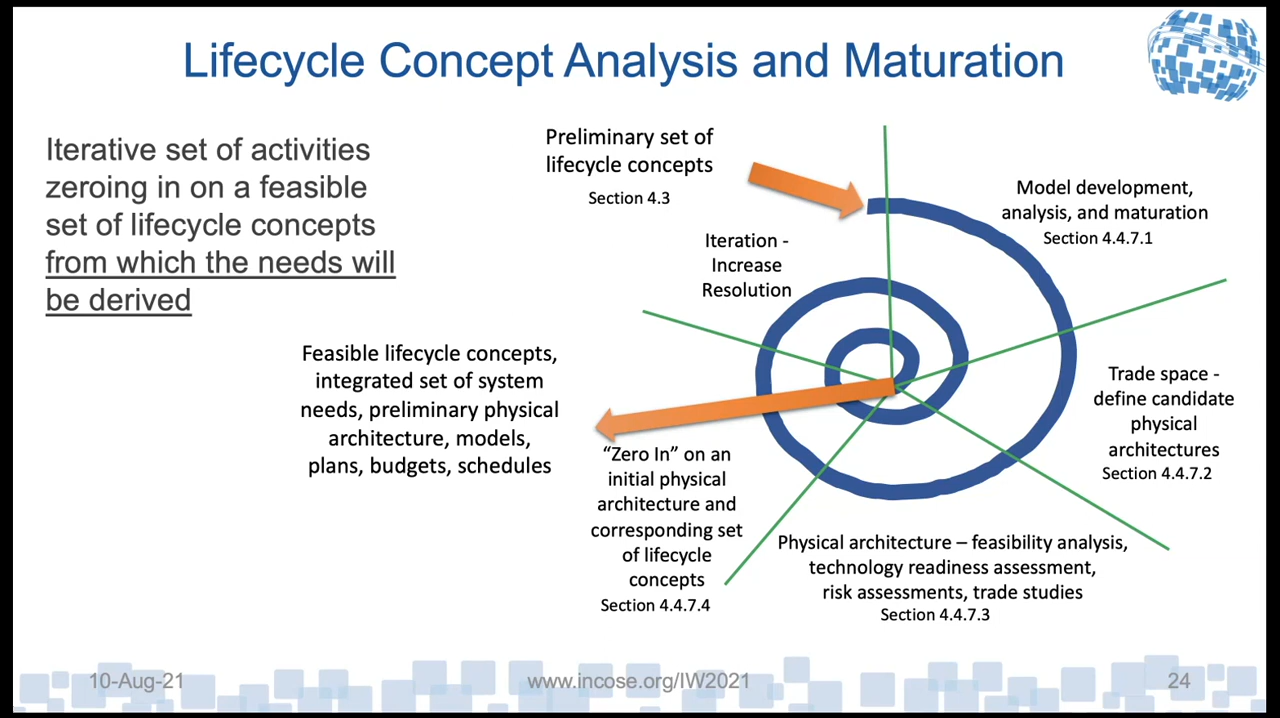 Lifecycle Concept Analysis and Maturation
Iterative set of activities
zeroing in on a feasible
set of lifecycle concepts
from which the needs will
be derived
Preliminary set of
lifecycle concepts
Section 4.3
Model development,
analysis, and maturation
Section 4.4.7.1
Iteration -
Increase
Resolution
Trade space -
define candidate
physical
architectures
Section 4.4.7.2
Feasible lifecycle concepts,
integrated set of system
needs, preliminary physical
architecture, models,
plans, budgets, schedules
“Zero In” on an
initial physical
architecture and
corresponding set
of lifecycle
concepts
Section 4.4.7.4
Physical architecture – feasibility analysis,
technology readiness assessment,
risk assessments, trade studies
Section 4.4.7.3
10-Aug-21
www.incose.org/IW2021
24